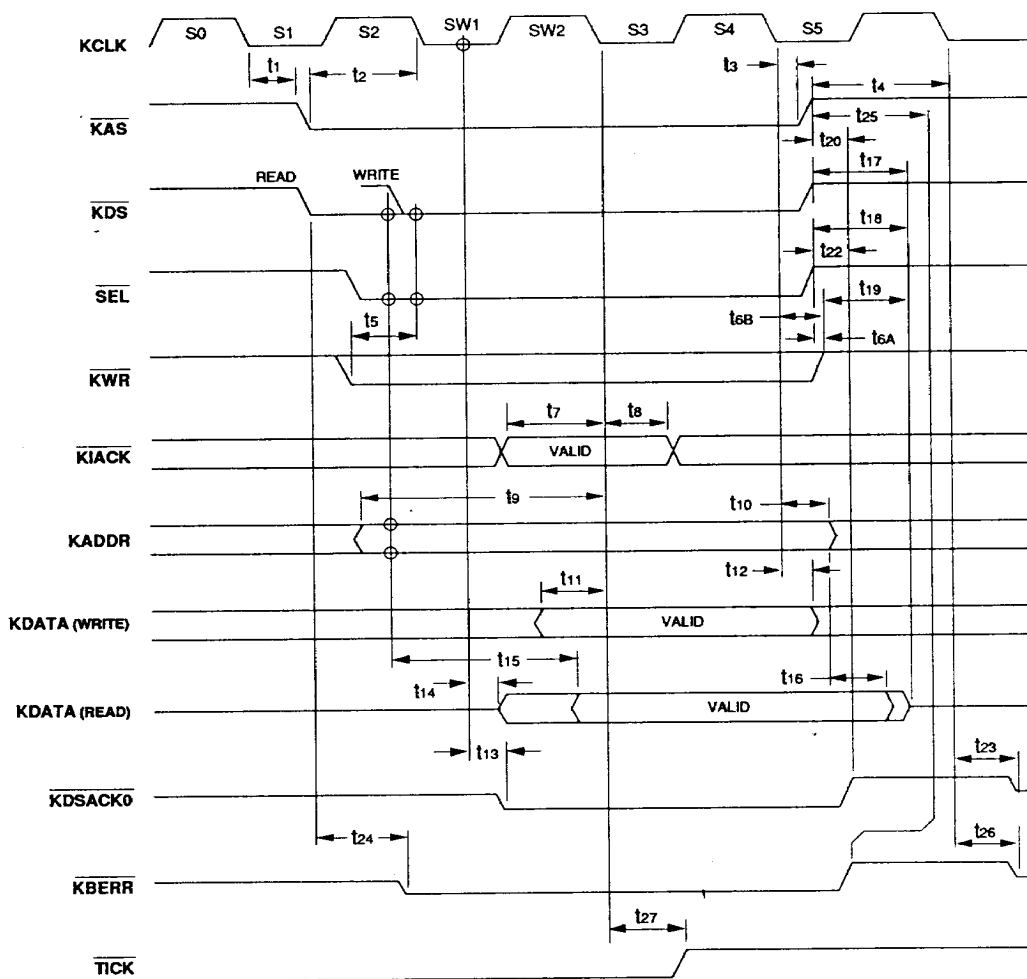 KCLK S0 S1 S2 SW1 SW2 S3 S4 S5
t1 t2 t3 t4
KAS
t25
t20
READ WRITE t17
KDS
t18
t22
SEL
t5 t6B t19
t6A
KWR
t7 t8
KIACK VALID
t9 t10
KADDR
t11 t12
KDATA (WRITE) VALID
t15 t16
t14
KDATA (READ) VALID
t13 t23
KDSACK0
t24 t26
KBERR
t27
TICK